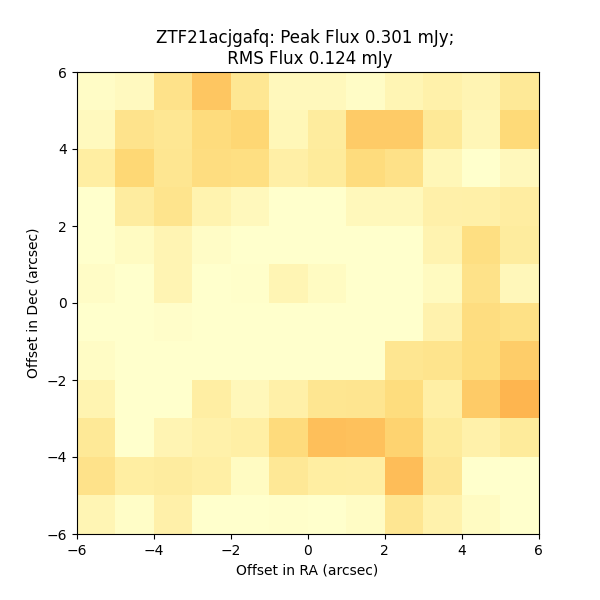 ZTF21acjgafq: Peak Flux 0.301 mJy;
RMS Flux 0.124 mJy
6
4
2
0
−2
−4
−6
Offset in Dec (arcsec)
−6 −4 −2 0 2 4 6
Offset in RA (arcsec)